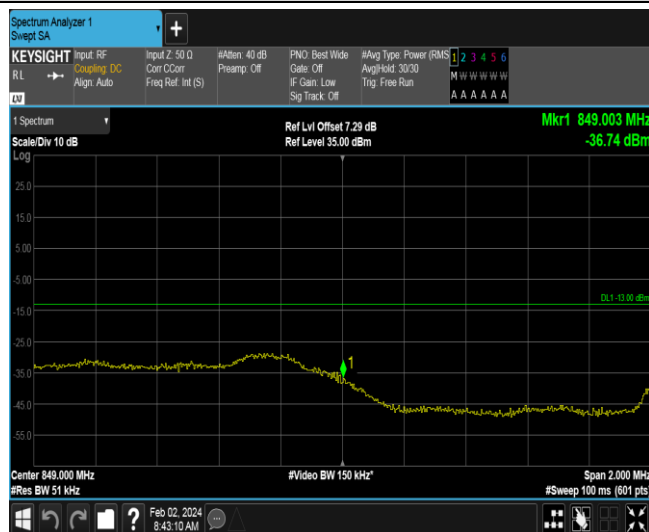 Spectrum Analyzer 1
Swept SA
+
KEYSIGHT
RL
LXI
Input: RF
Coupling: DC
Align: Auto
Input Z: 50 Ω
Corr CCorr
Freq Ref: Int (S)
#Atten: 40 dB
Preamp: Off
PNO: Best Wide
Gate: Off
IF Gain: Low
Sig Track: Off
#Avg Type: Power (RMS
Avg|Hold: 30/30
Trig: Free Run
1 2 3 4 5 6
M W W W W W
A A A A A A
1 Spectrum
Scale/Div 10 dB
Ref Lvl Offset 7.29 dB
Ref Level 35.00 dBm
Mkr1 849.003 MHz
-36.74 dBm
Log
25.0
15.0
5.00
-5.00
DL1 -13.00 dBm
-15.0
-25.0
1
-35.0
-45.0
-55.0
Center 849.000 MHz
#Video BW 150 kHz*
Span 2.000 MHz
#Res BW 51 kHz
#Sweep 100 ms (601 pts)
?
Feb 02, 2024
8:43:10 AM